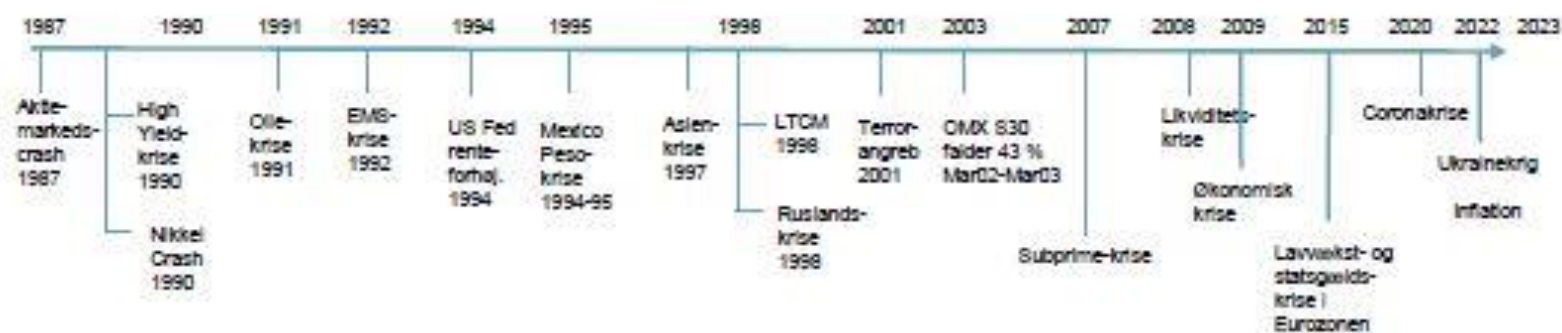 1987 1990 1991 1992 1994 1995 1998 2001 2003 2007 2008 2009 2015 2020 2022 2023
Aktie-
markeds-
crash
1987
High
Yield-
krise
1990
Nikkei
Crash
1990
Olie-
krise
1991
EMS-
krise
1992
US Fed
rente-
forhøj.
1994
Mexico
Peso-
krise
1994-95
Asien-
krise
1997
LTCM
1998
Ruslands-
krise
1998
Terror-
angreb
2001
OMX S30
falder 43 %
Mar02-Mar03
Subprime-krise
Likviditets-
krise
Økonomisk
krise
Lavvækst- og
statsgælds-
krise i
Eurozonen
Coronakrise
Ukrainekrig
Inflation